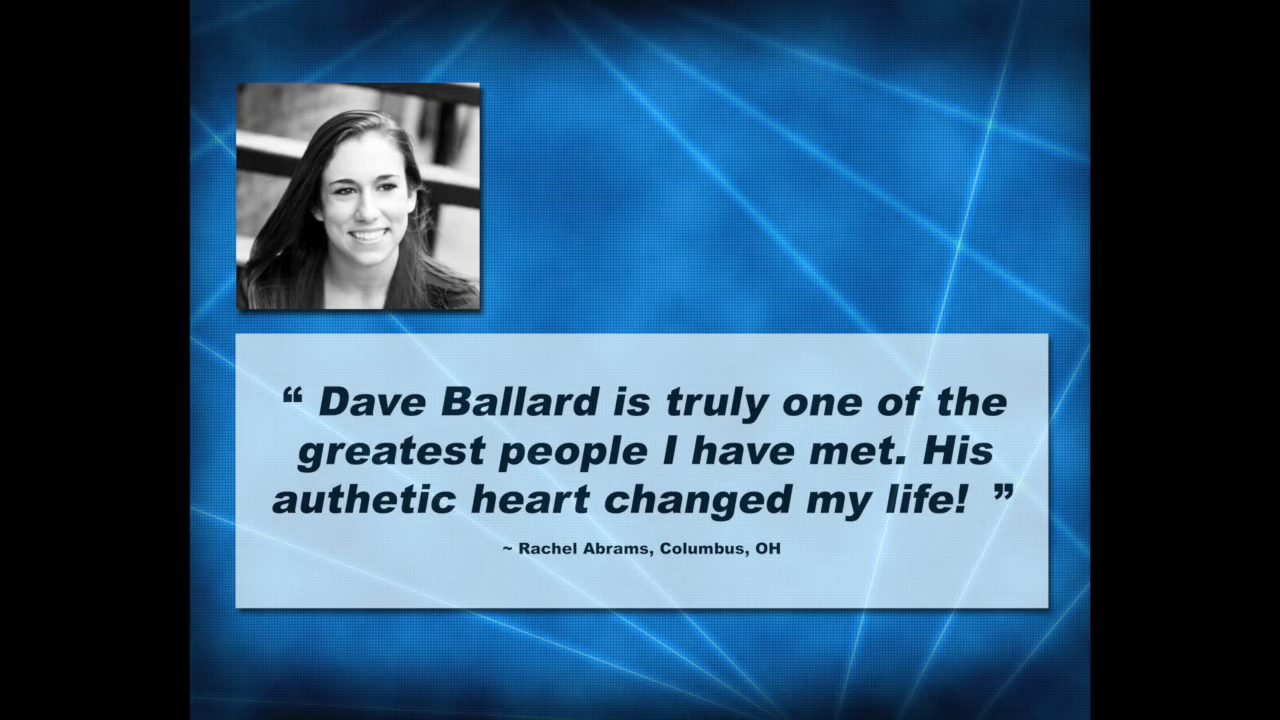 “ Dave Ballard is truly one of the
greatest people I have met. His
authetic heart changed my life! ”
~ Rachel Abrams, Columbus, OH